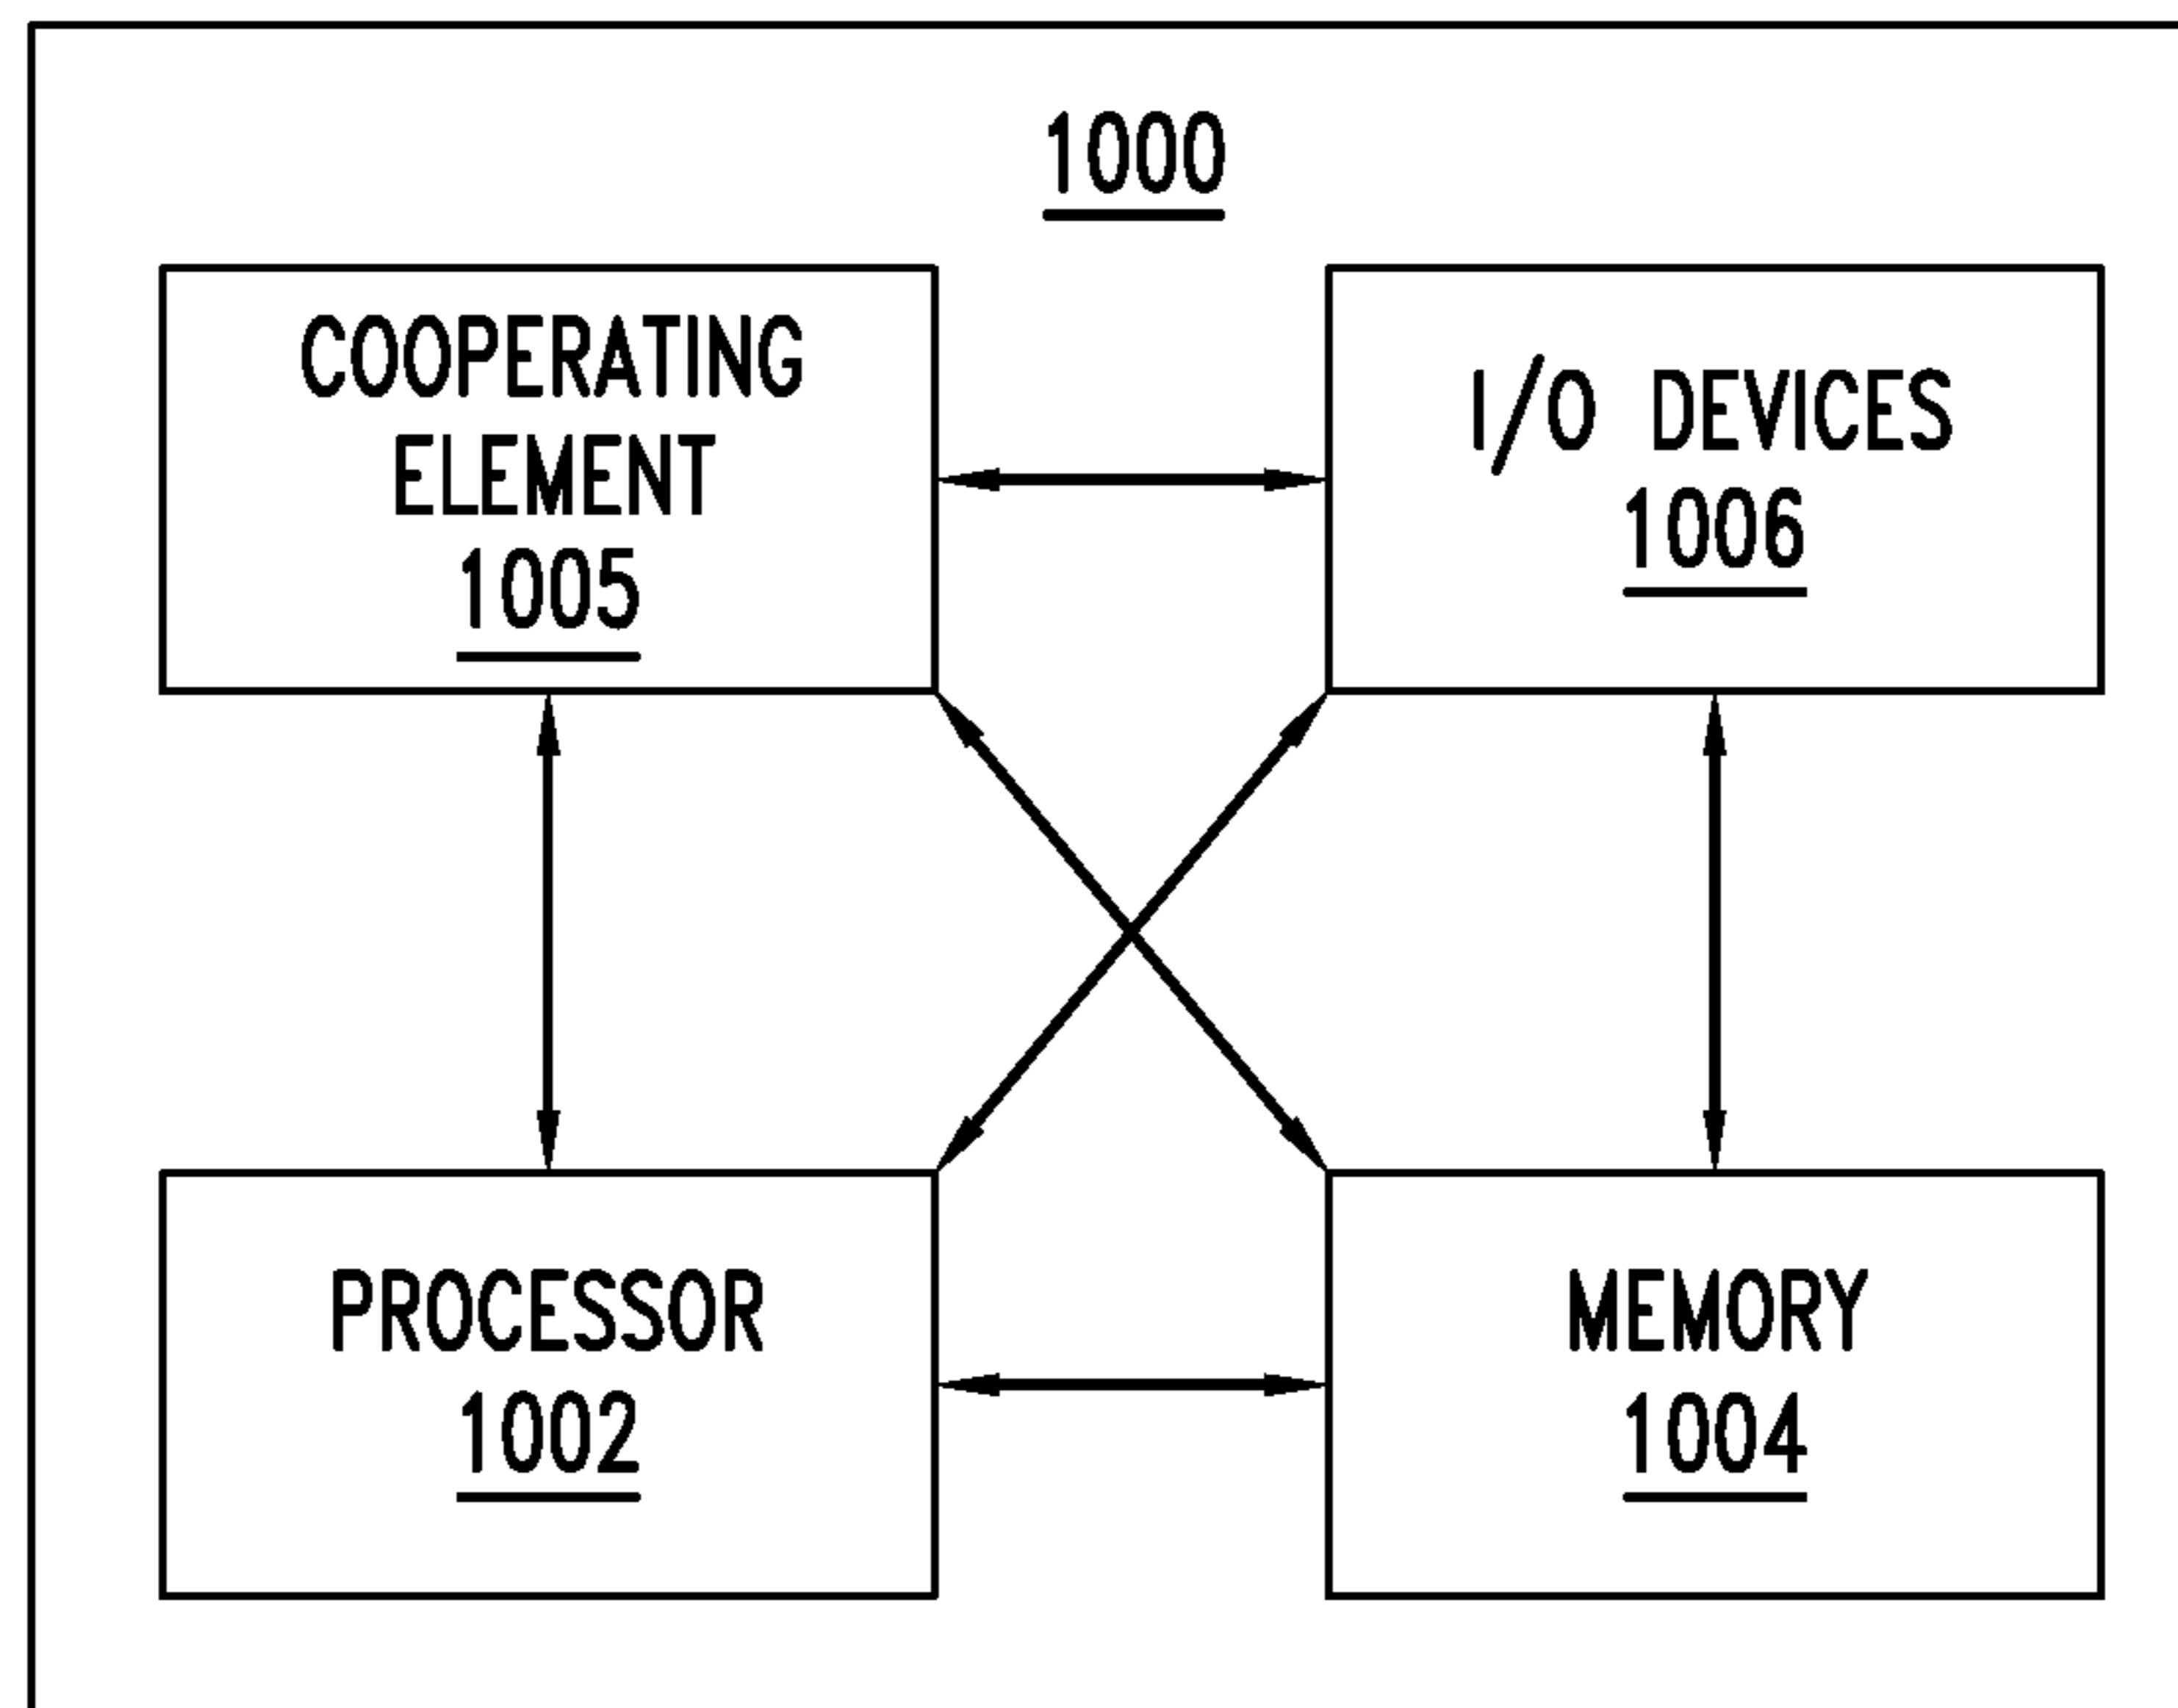 1000
COOPERATING
ELEMENT
1005
I/O DEVICES
1006
PROCESSOR
1002
MEMORY
1004